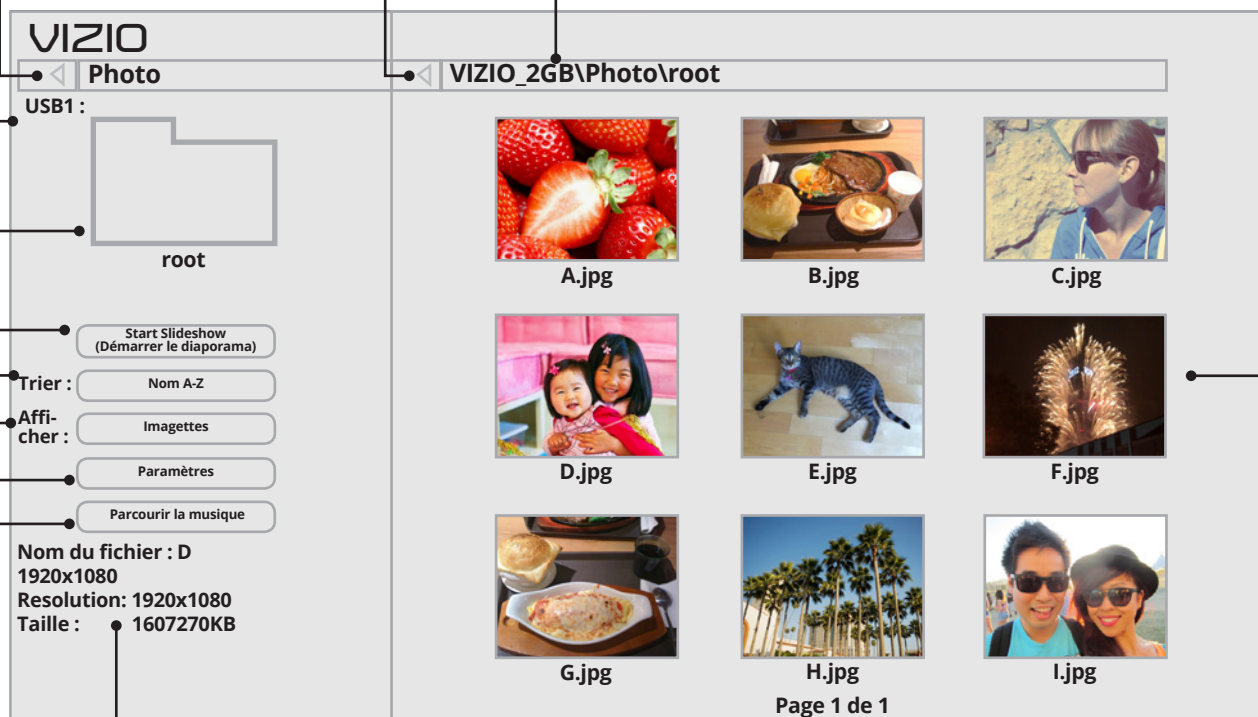 VIZIO
Photo
VIZIO_2GB\Photo\root
USB1 :
root
Start Slideshow
(Démarrer le diaporama)
Trier :
Nom A-Z
Affi-
cher :
Imagettes
Paramètres
Parcourir la musique
Nom du fichier : D
1920x1080
Resolution: 1920x1080
Taille : 1607270KB
A.jpg
B.jpg
C.jpg
D.jpg
E.jpg
F.jpg
G.jpg
H.jpg
I.jpg
Page 1 de 1